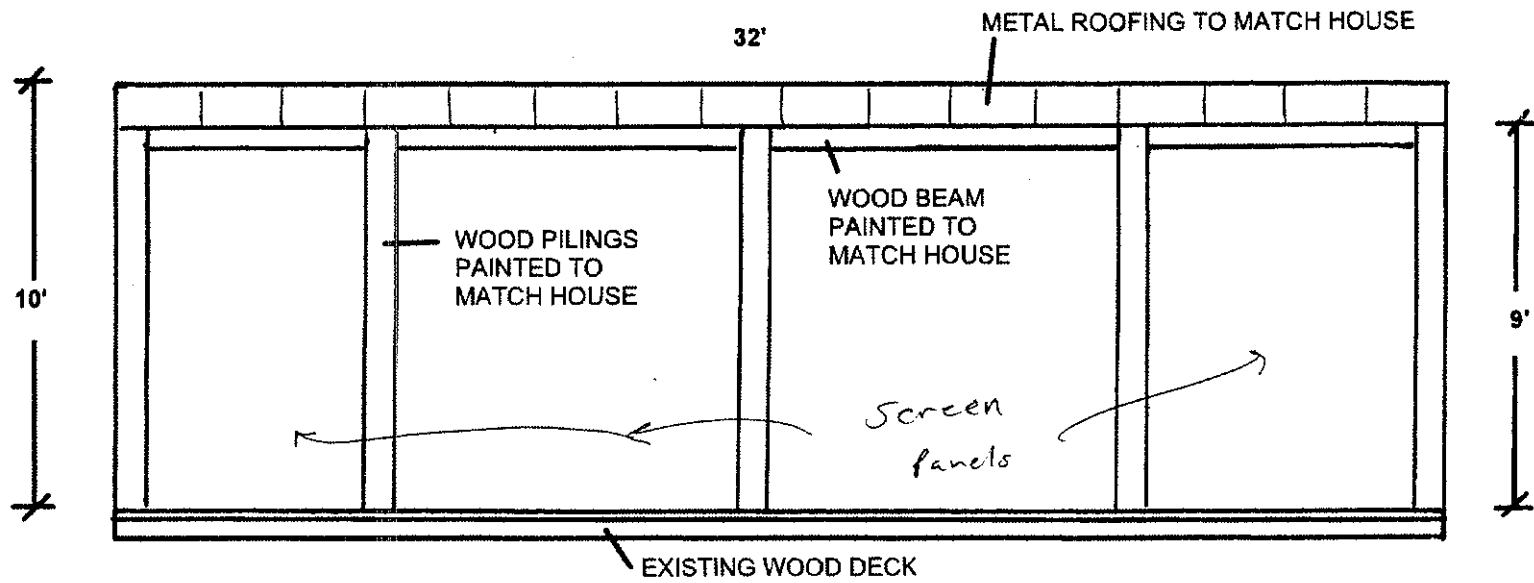 METAL ROOFING TO MATCH HOUSE
32'
WOOD BEAM
PAINTED TO
MATCH HOUSE
WOOD PILINGS
PAINTED TO
MATCH HOUSE
10'
9'
Screen
Panels
EXISTING WOOD DECK